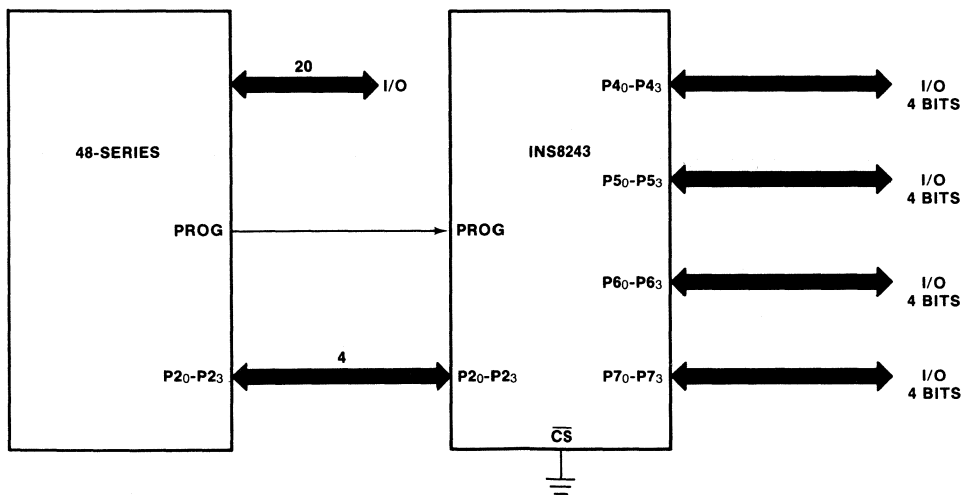 20
I/O
48-SERIES
PROG
4
P2₀-P2₃
INS8243
PROG
P2₀-P2₃
CS̅
P4₀-P4₃
I/O
4 BITS
P5₀-P5₃
I/O
4 BITS
P6₀-P6₃
I/O
4 BITS
P7₀-P7₃
I/O
4 BITS